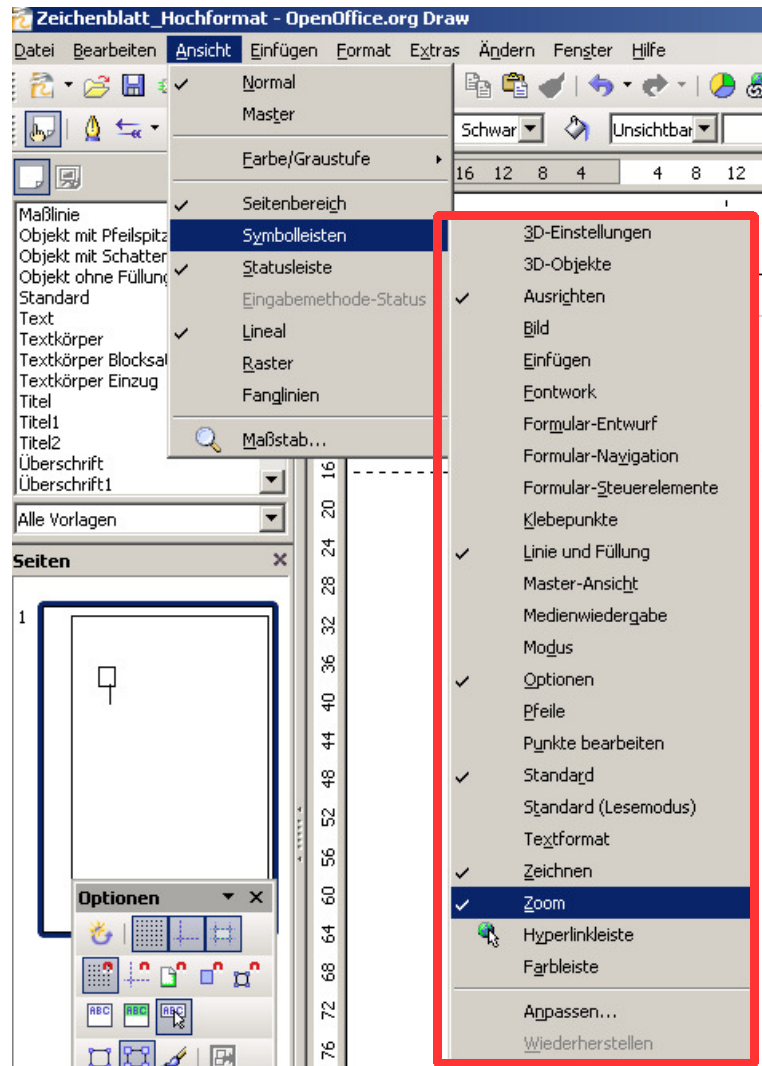 Zeichenblatt_Hochformat - OpenOffice.org Draw
Datei Bearbeiten Ansicht Einfügen Format Extras Ändern Fenster Hilfe
Normal
Master
Farbe/Graustufe
Seitenbereich
Symbolleisten
Statusleiste
Eingabemethode-Status
Lineal
Raster
Fanglinien
Maßstab...
Schwar Unsichtbar
16 12 8 4 4 8 12
Maßlinie
Objekt mit Pfeilspitz
Objekt mit Schatten
Objekt ohne Füllung
Standard
Text
Textkörper
Textkörper Blocksa
Textkörper Einzug
Titel
Titel1
Titel2
Überschrift
Überschrift1
Alle Vorlagen
Seiten
1
16
20
24
28
32
36
40
44
48
52
56
60
64
68
72
76
3D-Einstellungen
3D-Objekte
Ausrichten
Bild
Einfügen
Fontwork
Formular-Entwurf
Formular-Navigation
Formular-Steuerelemente
Klebepunkte
Linie und Füllung
Master-Ansicht
Medienwiedergabe
Modus
Optionen
Pfeile
Punkte bearbeiten
Standard
Standard (Lesemodus)
Textformat
Zeichnen
Zoom
Hyperlinkleiste
Farbleiste
Anpassen...
Wiederherstellen
Optionen
ABC ABC ABC